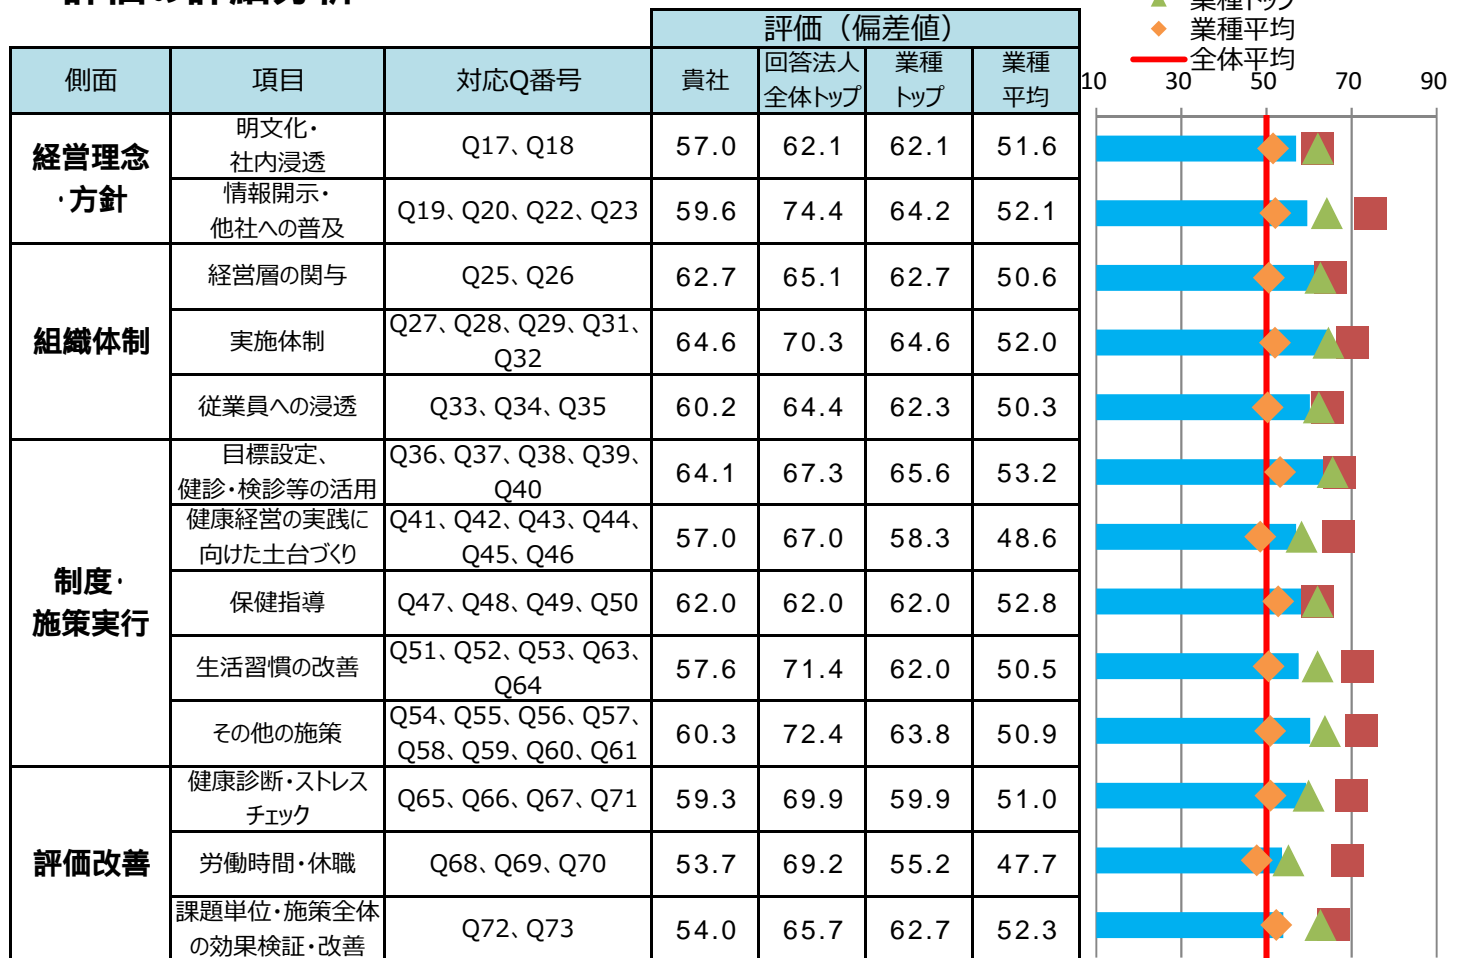 評価の詳細分析
業種トップ
業種平均
全体平均
評価（偏差値）
側面 項目 対応Q番号 貴社 回答法人 業種 業種
全体トップ トップ 平均
10 30 50 70 90
経営理念
・方針
明文化・
社内浸透
Q17、Q18 57.0 62.1 62.1 51.6
情報開示・
他社への普及
Q19、Q20、Q22、Q23 59.6 74.4 64.2 52.1
組織体制
経営層の関与 Q25、Q26 62.7 65.1 62.7 50.6
実施体制
Q27、Q28、Q29、Q31、
Q32
64.6 70.3 64.6 52.0
従業員への浸透 Q33、Q34、Q35 60.2 64.4 62.3 50.3
制度・
施策実行
目標設定、
健診・検診等の活用
Q36、Q37、Q38、Q39、
Q40
64.1 67.3 65.6 53.2
健康経営の実践に
向けた土台づくり
Q41、Q42、Q43、Q44、
Q45、Q46
57.0 67.0 58.3 48.6
保健指導 Q47、Q48、Q49、Q50 62.0 62.0 62.0 52.8
生活習慣の改善
Q51、Q52、Q53、Q63、
Q64
57.6 71.4 62.0 50.5
その他の施策
Q54、Q55、Q56、Q57、
Q58、Q59、Q60、Q61
60.3 72.4 63.8 50.9
評価改善
健康診断・ストレス
チェック
Q65、Q66、Q67、Q71 59.3 69.9 59.9 51.0
労働時間・休職 Q68、Q69、Q70 53.7 69.2 55.2 47.7
課題単位・施策全体
の効果検証・改善
Q72、Q73 54.0 65.7 62.7 52.3